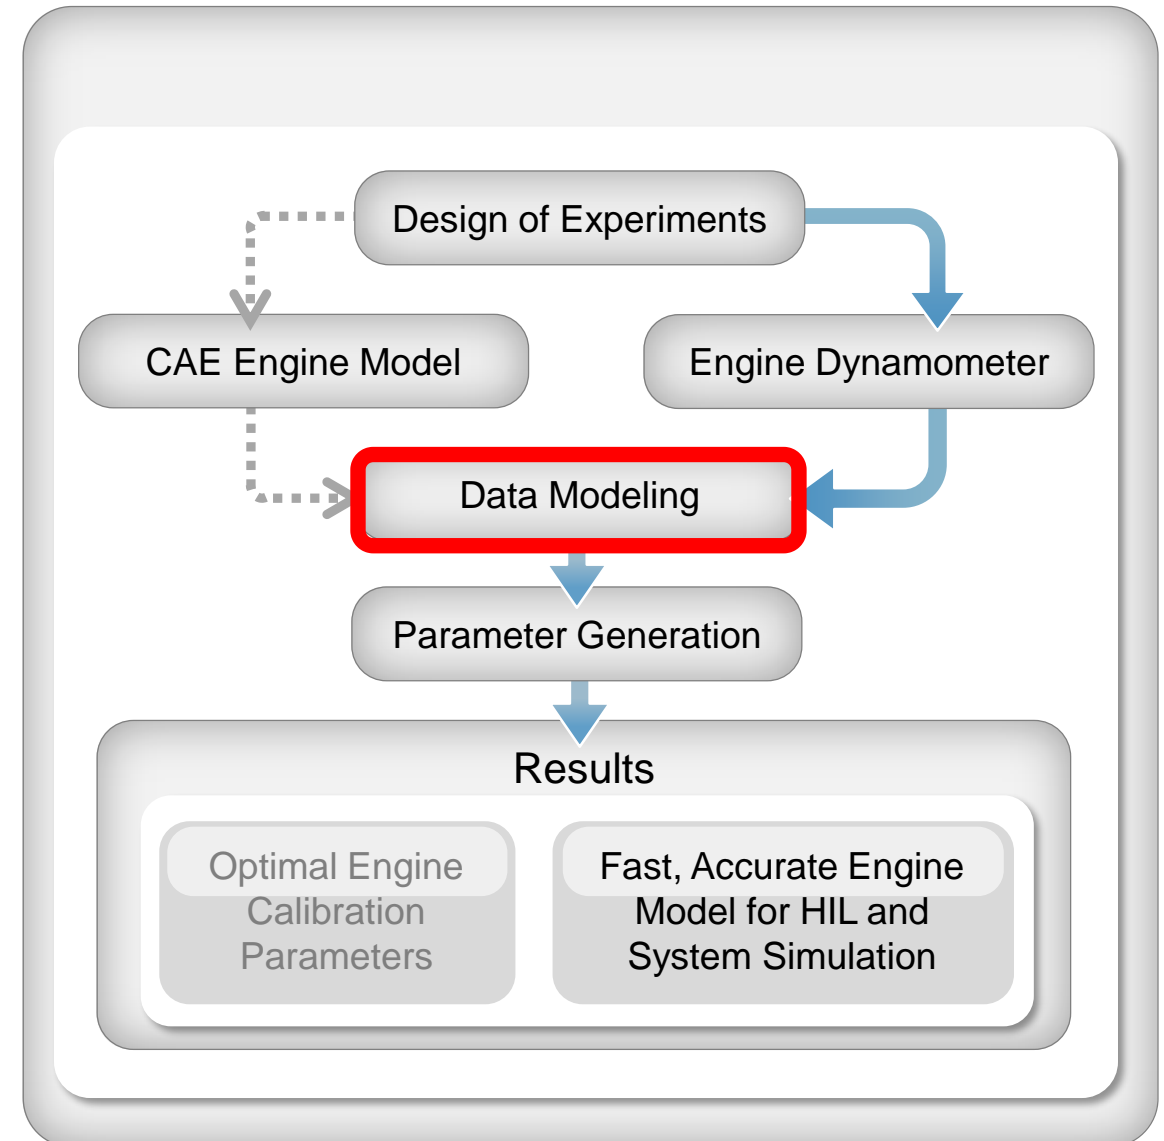 Design of Experiments
CAE Engine Model
Engine Dynamometer
Data Modeling
Parameter Generation
Results
Optimal Engine
Calibration
Parameters
Fast, Accurate Engine
Model for HIL and
System Simulation